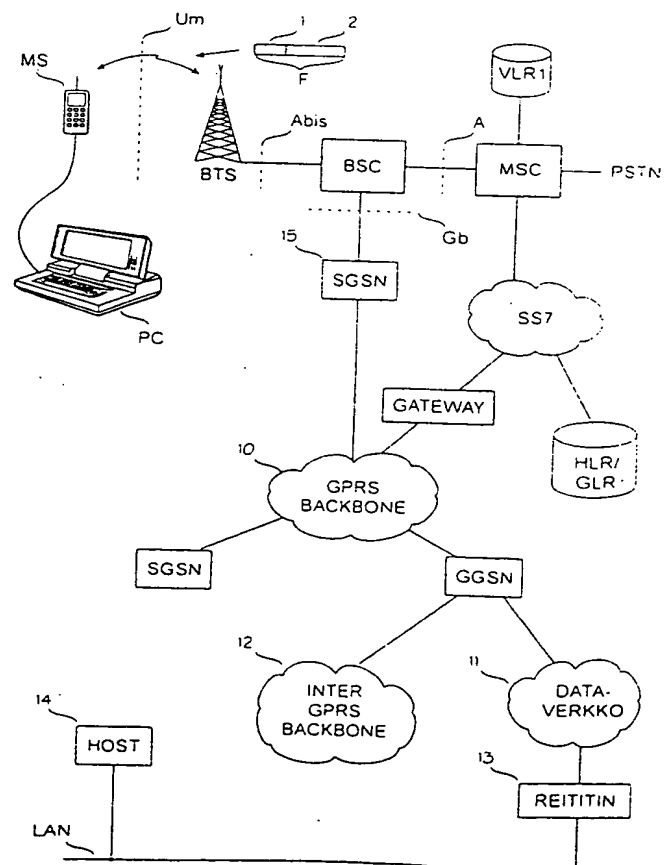 Um
1
2
MS
F
VLR1
Abis
A
BTS
BSC
MSC
PSTN
Gb
15
SGSN
PC
SS7
GATEWAY
10
GPRS
BACKBONE
HLR/
GLR
SGSN
GGSN
12
11
INTER
GPRS
BACKBONE
DATA-
VERKKO
14
HOST
13
REITITIN
LAN